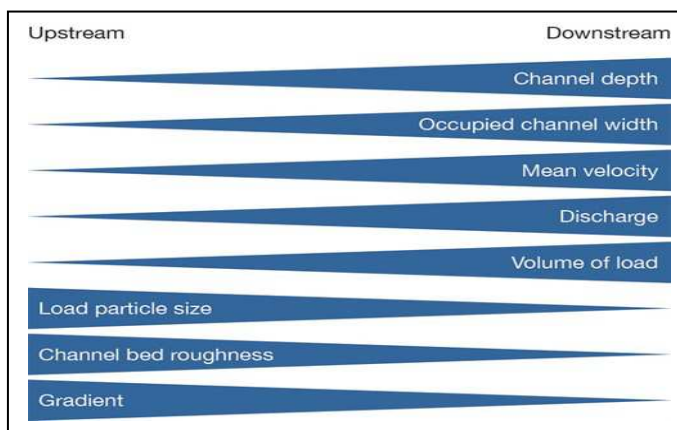 Upstream Downstream
Channel depth
Occupied channel width
Mean velocity
Discharge
Volume of load
Load particle size
Channel bed roughness
Gradient